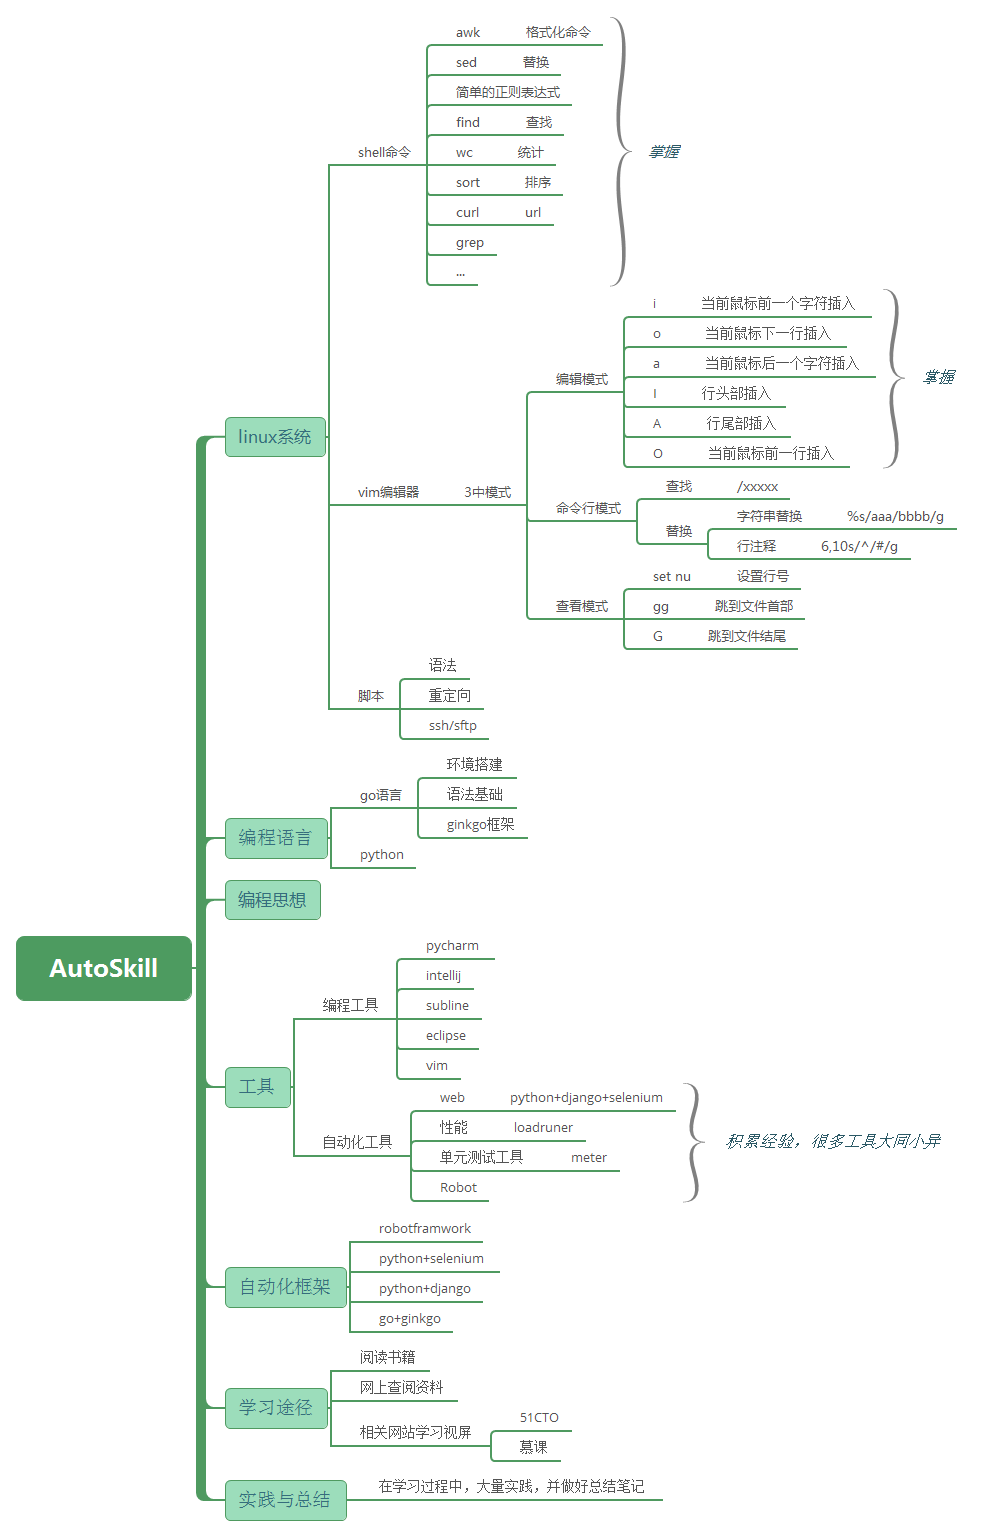 AutoSkill
linux系统
shell命令
awk 格式化命令
sed 替换
简单的正则表达式
find 查找
wc 统计
sort 排序
curl url
grep
...
掌握
vim编辑器
3中模式
编辑模式
i 当前鼠标前一个字符插入
o 当前鼠标下一行插入
a 当前鼠标后一个字符插入
I 行头部插入
A 行尾部插入
O 当前鼠标前一行插入
掌握
命令行模式
查找 /xxxxx
替换
字符串替换 %s/aaa/bbbb/g
行注释 6,10s/^/#/g
查看模式
set nu 设置行号
gg 跳到文件首部
G 跳到文件结尾
脚本
语法
重定向
ssh/sftp
编程语言
go语言
环境搭建
语法基础
ginkgo框架
python
编程思想
工具
编程工具
pycharm
intellij
subline
eclipse
vim
自动化工具
web python+django+selenium
性能 loadruner
单元测试工具 meter
Robot
积累经验，很多工具大同小异
自动化框架
robotframwork
python+selenium
python+django
go+ginkgo
学习途径
阅读书籍
网上查阅资料
相关网站学习视屏
51CTO
慕课
实践与总结
在学习过程中，大量实践，并做好总结笔记